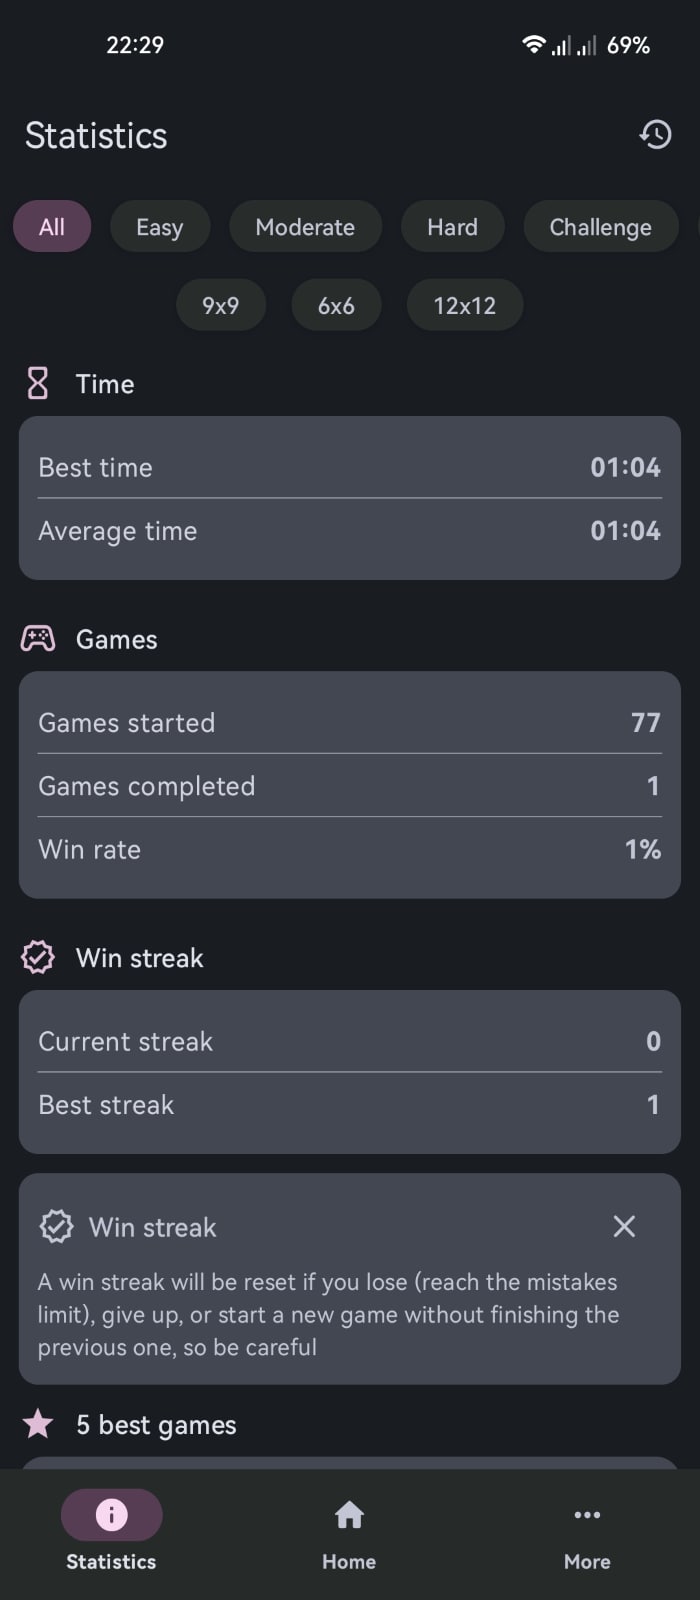 22:29
69%
Statistics
All
Easy
Moderate
Hard
Challenge
9x9
6x6
12x12
Time
Best time 01:04
Average time 01:04
Games
Games started 77
Games completed 1
Win rate 1%
Win streak
Current streak 0
Best streak 1
Win streak
A win streak will be reset if you lose (reach the mistakes
limit), give up, or start a new game without finishing the
previous one, so be careful
5 best games
Statistics
Home
More